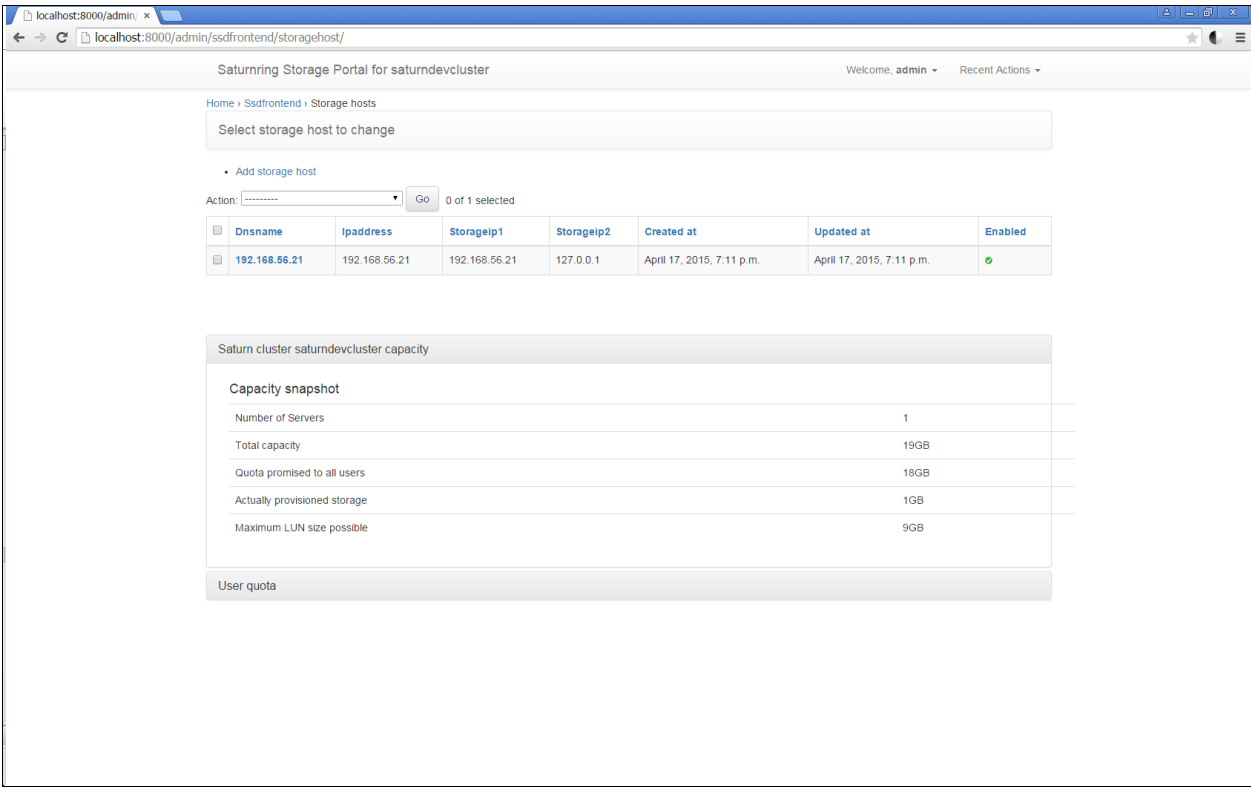 localhost:8000/admin/
localhost:8000/admin/ssdfrontend/storagehost/
Saturnring Storage Portal for saturndevcluster Welcome, admin Recent Actions
Home › Ssdfrontend › Storage hosts
Select storage host to change
• Add storage host
Action: --------- Go 0 of 1 selected
Dnsname Ipaddress Storageip1 Storageip2 Created at Updated at Enabled
192.168.56.21 192.168.56.21 192.168.56.21 127.0.0.1 April 17, 2015, 7:11 p.m. April 17, 2015, 7:11 p.m.
Saturn cluster saturndevcluster capacity
Capacity snapshot
Number of Servers 1
Total capacity 19GB
Quota promised to all users 18GB
Actually provisioned storage 1GB
Maximum LUN size possible 9GB
User quota